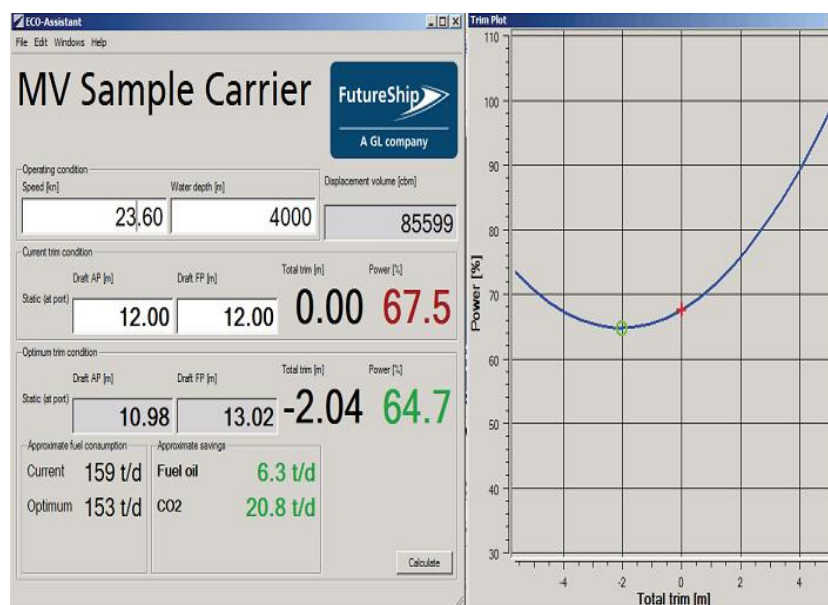 ECO-Assistant
File Edit Windows Help
MV Sample Carrier
FutureShip
A GL company
Operating condition
Speed [kn]
Water depth [m]
Displacement volume [cbm]
23.60
4000
85599
Current trim condition
Draft AP [m]
Draft FP [m]
Total trim [m]
Power [%]
Static (at port)
12.00
12.00
0.00
67.5
Optimum trim condition
Draft AP [m]
Draft FP [m]
Total trim [m]
Power [%]
Static (at port)
10.98
13.02
-2.04
64.7
Approximate fuel consumption
Current 159 t/d
Optimum 153 t/d
Approximate savings
Fuel oil 6.3 t/d
CO2 20.8 t/d
Calculate
Trim Plot
110
100
90
80
70
60
50
40
30
Power [%]
-4 -2 0 2 4
Total trim [m]